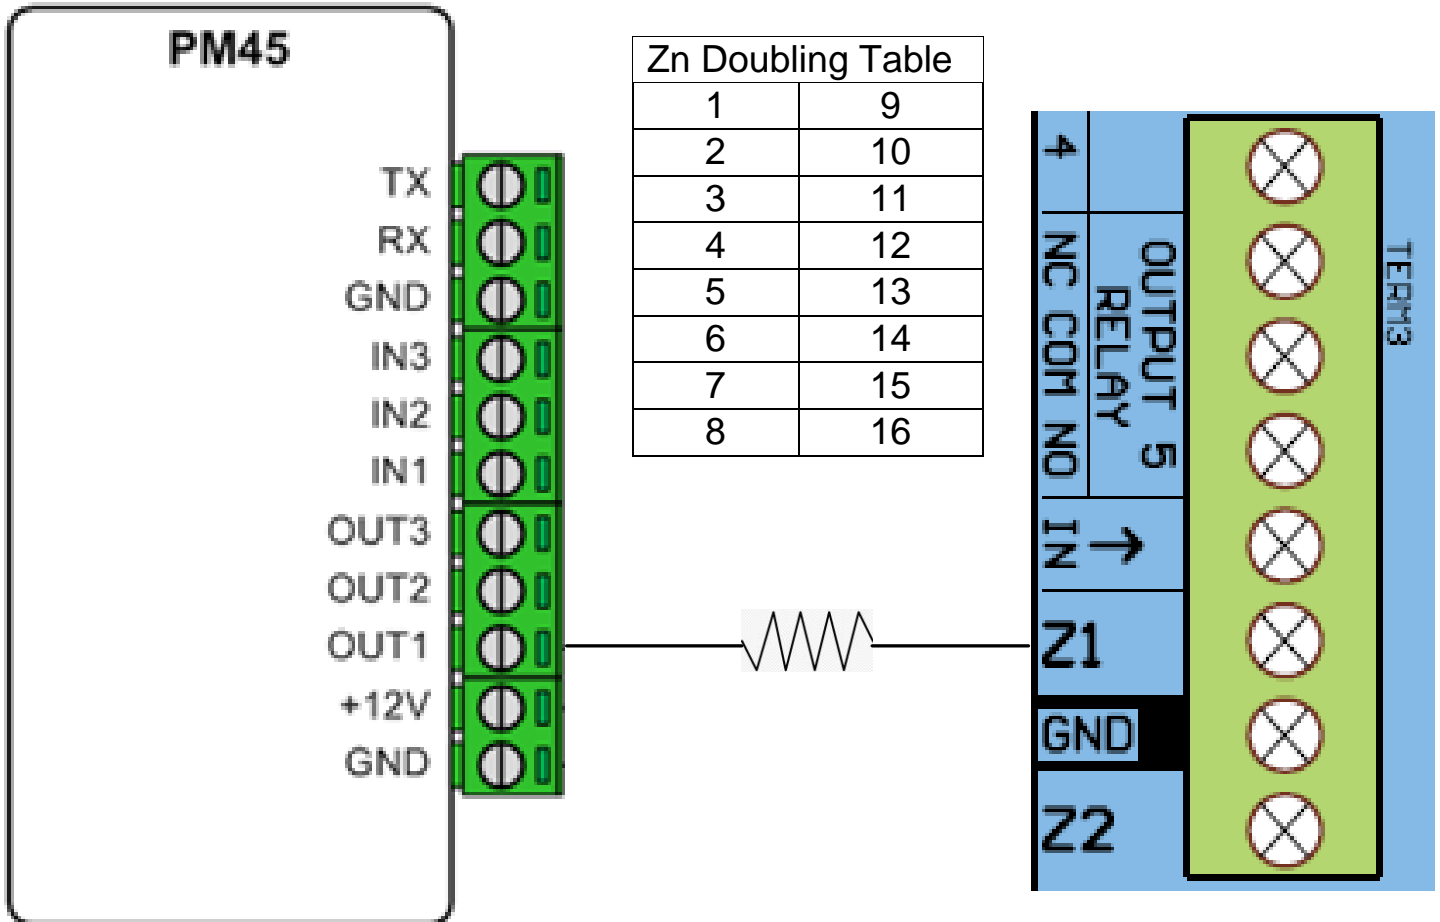 PM45
TX
RX
GND
IN3
IN2
IN1
OUT3
OUT2
OUT1
+12V
GND
Zn Doubling Table
1 9
2 10
3 11
4 12
5 13
6 14
7 15
8 16
4
OUTPUT 5
RELAY
NC COM NO
IN
Z1
GND
Z2
TERM3